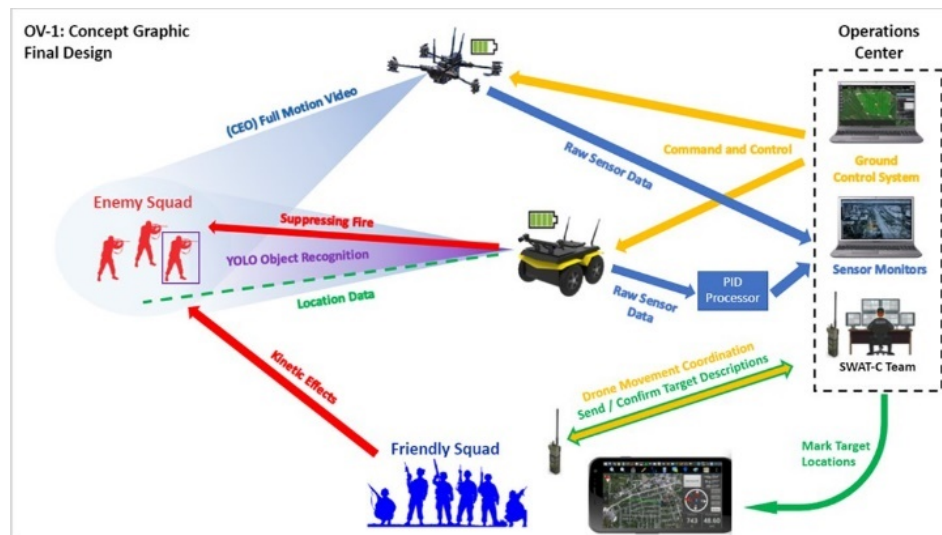 OV-1: Concept Graphic
Final Design
Operations
Center
(CEO) Full Motion Video
Command and Control
Raw Sensor Data
Ground
Control System
Enemy Squad
Suppressing Fire
YOLO Object Recognition
Location Data
Sensor Monitors
PID
Processor
Raw Sensor
Data
SWAT-C Team
Kinetic Effects
Drone Movement Coordination
Send / Confirm Target Descriptions
Friendly Squad
Mark Target
Locations